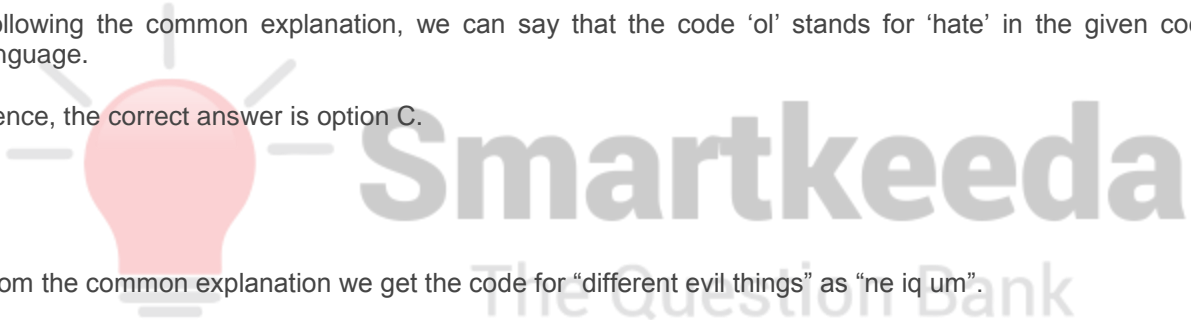 ollowing the common explanation, we can say that the code ‘ol’ stands for ‘hate’ in the given co
nguage.
ence, the correct answer is option C.
Smartkeeda
om the common explanation we get the code for “different evil things” as “ne iq um”.
The Question Bank